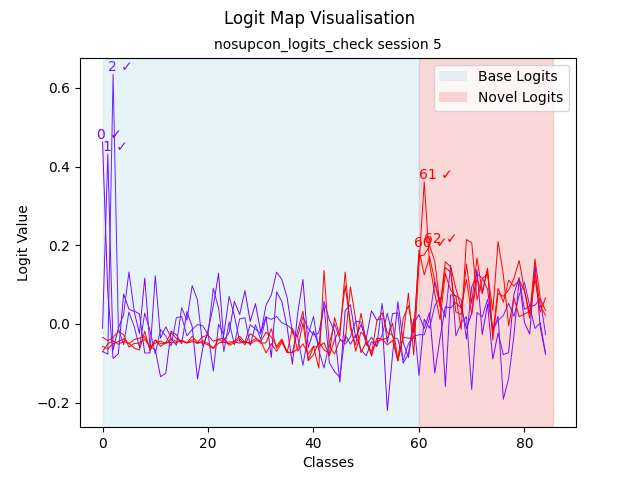 Logit Map Visualisation
nosupcon_logits_check session 5
Logit Value
0.6
0.4
0.2
0.0
−0.2
0
20
40
60
80
Classes
Base Logits
Novel Logits
2 ✓
0 ✓
1 ✓
61 ✓
62 ✓
60 ✓